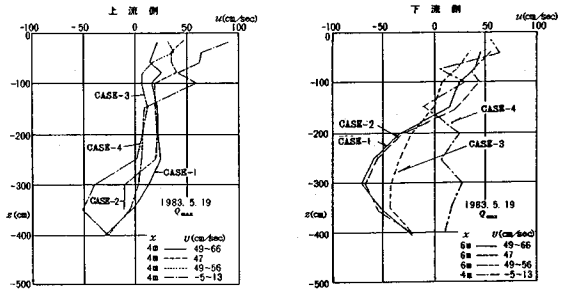 上 流 側
u(cm/sec)
-100 -50 0 50 100
0
-100
-200
-300
-400
-500
z(cm)
CASE-3
CASE-4
CASE-1
CASE-2
1983. 5.19
Qmax
x U(cm/sec)
4m 49~66
4m 47
4m 49~56
4m -5~13
下 流 側
u(cm/sec)
-100 -50 0 50 100
0
-100
-200
-300
-400
-500
z(cm)
CASE-4
CASE-2
CASE-1
CASE-3
1983. 5.19
Qmax
x U(cm/sec)
6m 49~66
6m 47
6m 49~56
4m -5~13